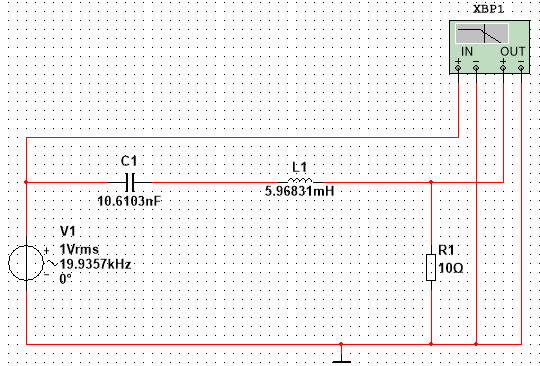 XBP1
IN OUT
+ − + −
C1
10.6103nF
L1
5.96831mH
V1
1Vrms
19.9357kHz
0°
+
−
R1
10Ω